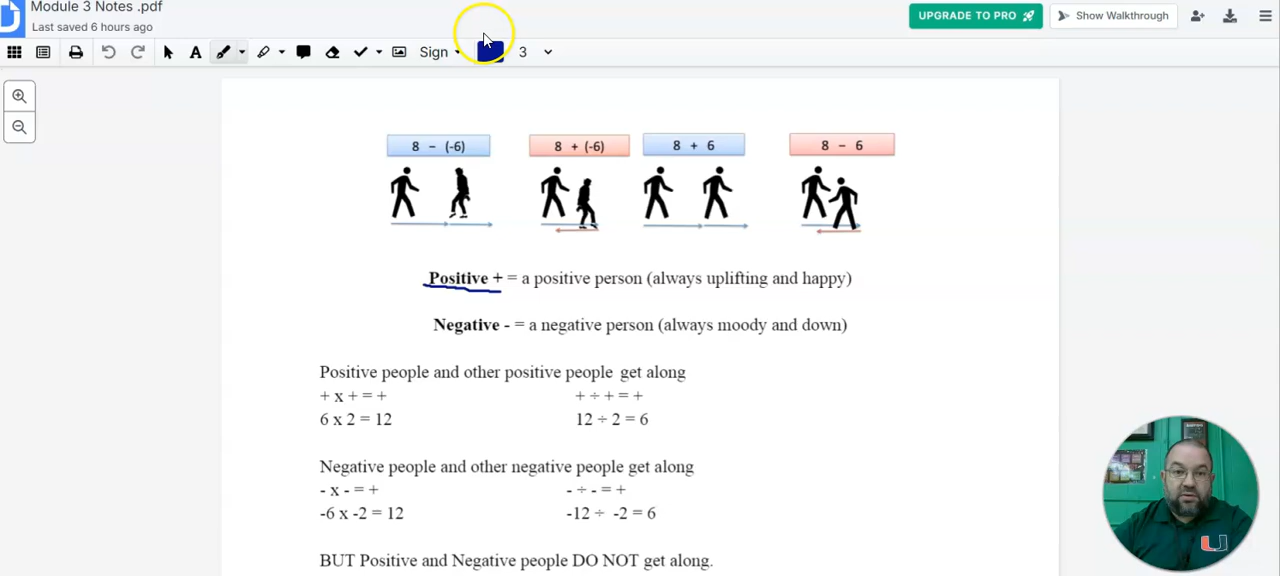 Module 3 Notes .pdf
Last saved 6 hours ago
UPGRADE TO PRO
Show Walkthrough
A
Sign
3
8 - (-6)
8 + (-6)
8 + 6
8 - 6
Positive + = a positive person (always uplifting and happy)
Negative - = a negative person (always moody and down)
Positive people and other positive people get along
+ x + = + + ÷ + = +
6 x 2 = 12 12 ÷ 2 = 6
Negative people and other negative people get along
- x - = + - ÷ - = +
-6 x -2 = 12 -12 ÷ -2 = 6
BUT Positive and Negative people DO NOT get along.
U